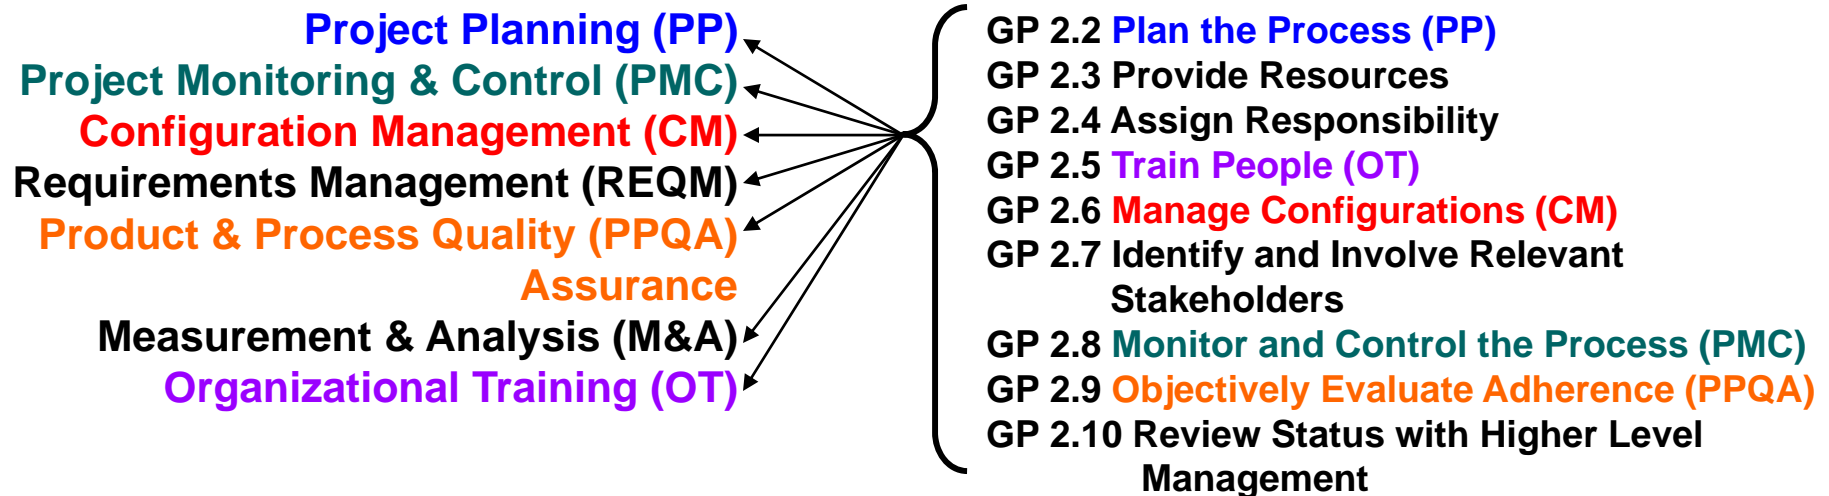 Project Planning (PP)
Project Monitoring & Control (PMC)
Configuration Management (CM)
Requirements Management (REQM)
Product & Process Quality (PPQA)
Assurance
Measurement & Analysis (M&A)
Organizational Training (OT)
GP 2.2 Plan the Process (PP)
GP 2.3 Provide Resources
GP 2.4 Assign Responsibility
GP 2.5 Train People (OT)
GP 2.6 Manage Configurations (CM)
GP 2.7 Identify and Involve Relevant
Stakeholders
GP 2.8 Monitor and Control the Process (PMC)
GP 2.9 Objectively Evaluate Adherence (PPQA)
GP 2.10 Review Status with Higher Level
Management